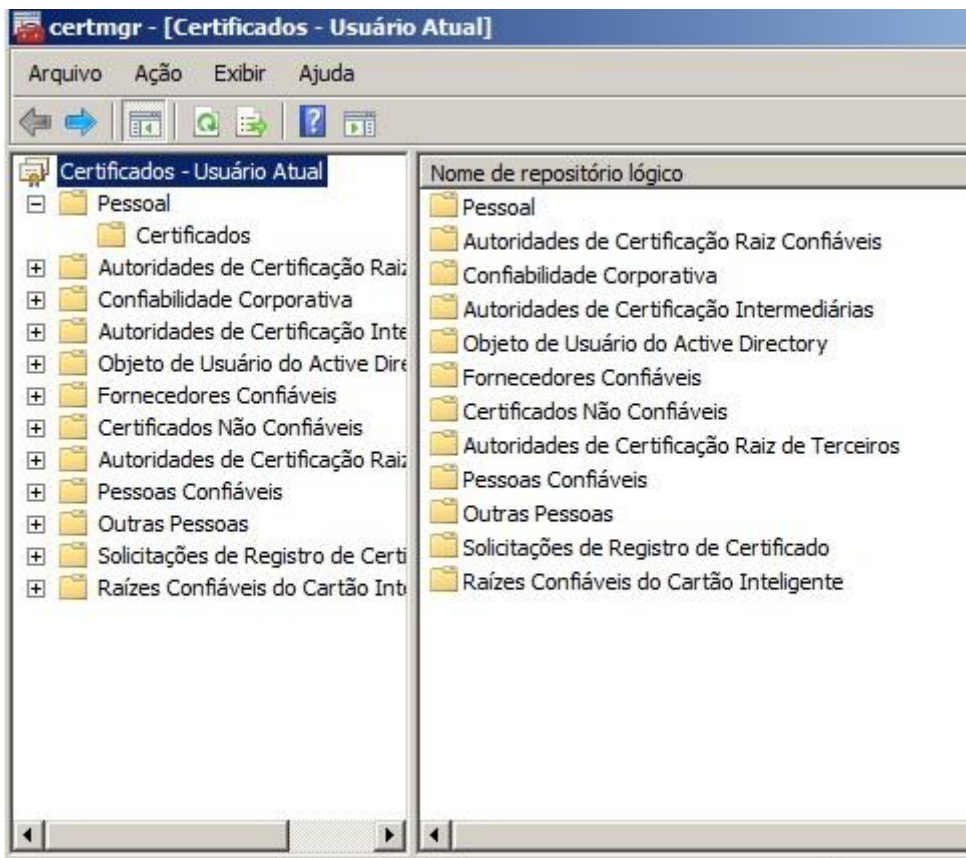 certmgr - [Certificados - Usuário Atual]
Arquivo Ação Exibir Ajuda
Certificados - Usuário Atual
Pessoal
Certificados
Autoridades de Certificação Raiz
Confiabilidade Corporativa
Autoridades de Certificação Inte
Objeto de Usuário do Active Dire
Fornecedores Confiáveis
Certificados Não Confiáveis
Autoridades de Certificação Raiz
Pessoas Confiáveis
Outras Pessoas
Solicitações de Registro de Certi
Raízes Confiáveis do Cartão Inte
Nome de repositório lógico
Pessoal
Autoridades de Certificação Raiz Confiáveis
Confiabilidade Corporativa
Autoridades de Certificação Intermediárias
Objeto de Usuário do Active Directory
Fornecedores Confiáveis
Certificados Não Confiáveis
Autoridades de Certificação Raiz de Terceiros
Pessoas Confiáveis
Outras Pessoas
Solicitações de Registro de Certificado
Raízes Confiáveis do Cartão Inteligente